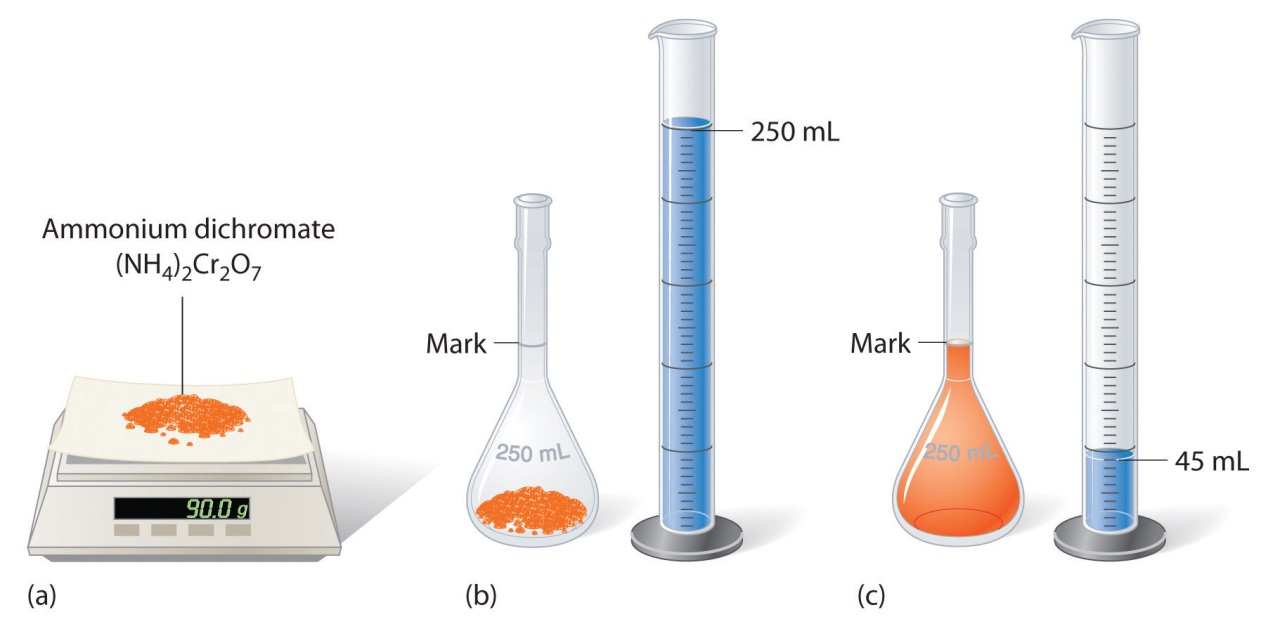 Ammonium dichromate
(NH₄)₂Cr₂O₇
90.0 g
(a)
Mark
250 mL
250 mL
(b)
Mark
250 mL
45 mL
(c)